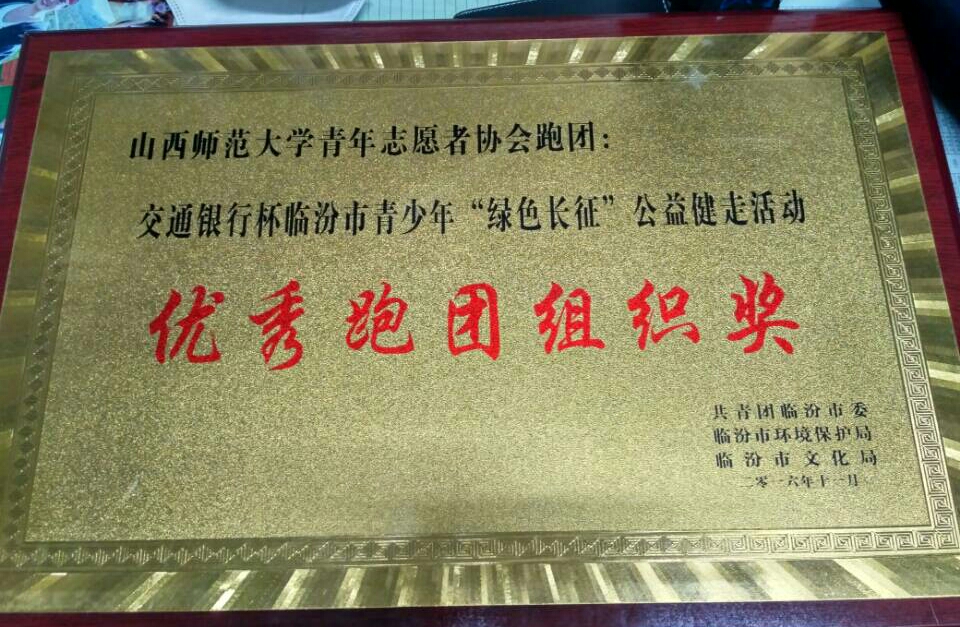 山西师范大学青年志愿者协会跑团：
交通银行杯临汾市青少年“绿色长征”公益健走活动
优秀跑团组织奖
共青团临汾市委
临汾市环境保护局
临汾市文化局
二零一六年十一月